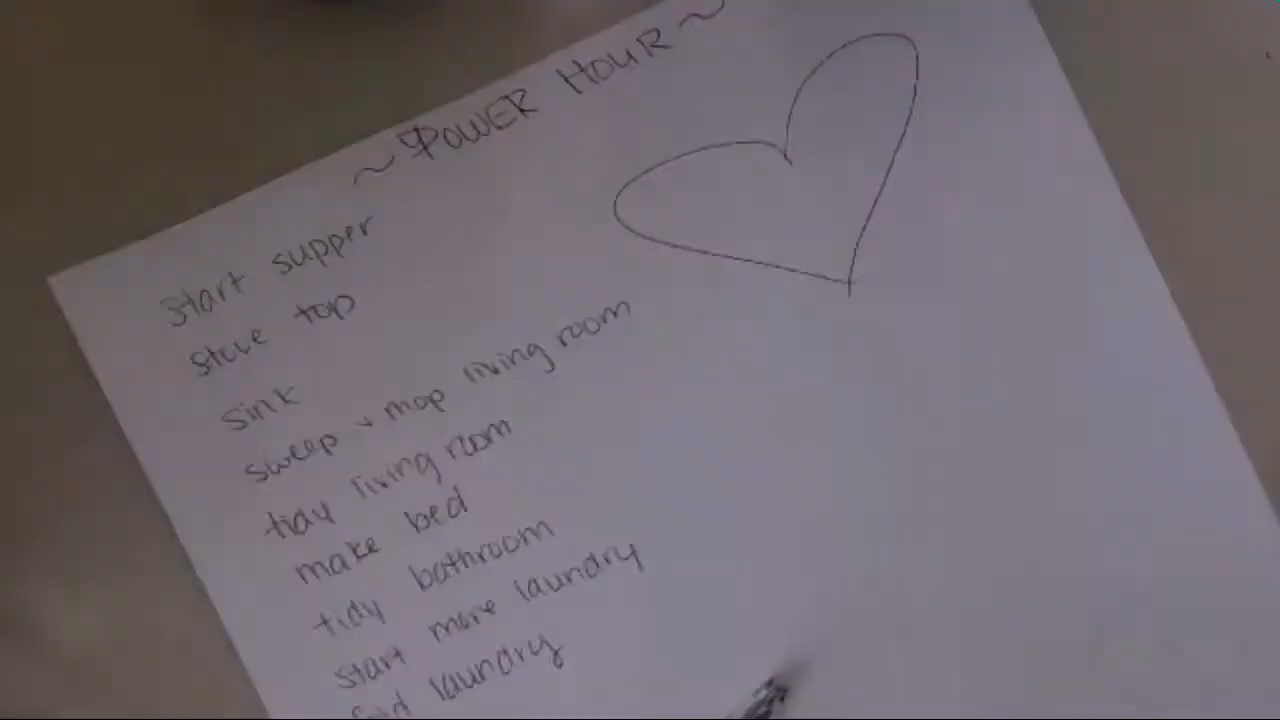 ~ POWER HOUR ~
start supper
stove top
sink
sweep + mop living room
tidy living room
make bed
tidy bathroom
start more laundry
fold laundry